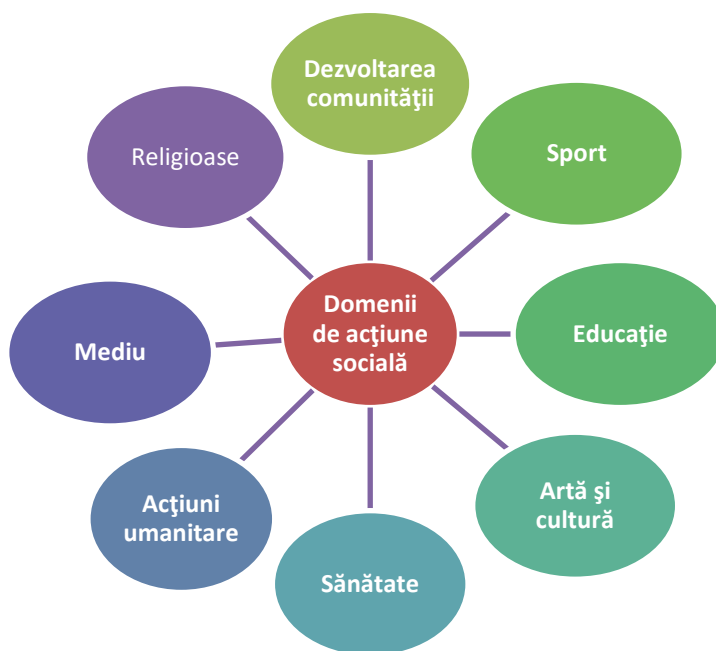 Dezvoltarea
comunităţii
Sport
Educaţie
Artă şi
cultură
Sănătate
Acţiuni
umanitare
Mediu
Religioase
Domenii
de acţiune
socială